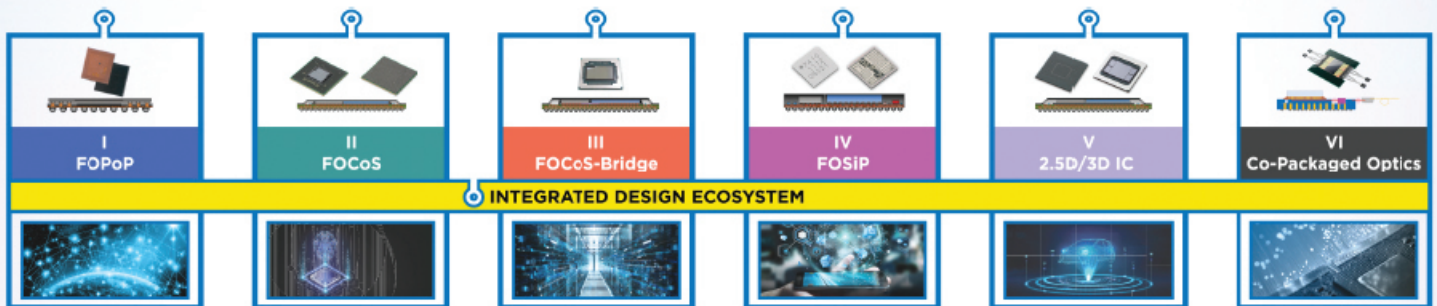 I
FOPoP
II
FOCoS
III
FOCoS-Bridge
IV
FOSiP
V
2.5D/3D IC
VI
Co-Packaged Optics
INTEGRATED DESIGN ECOSYSTEM